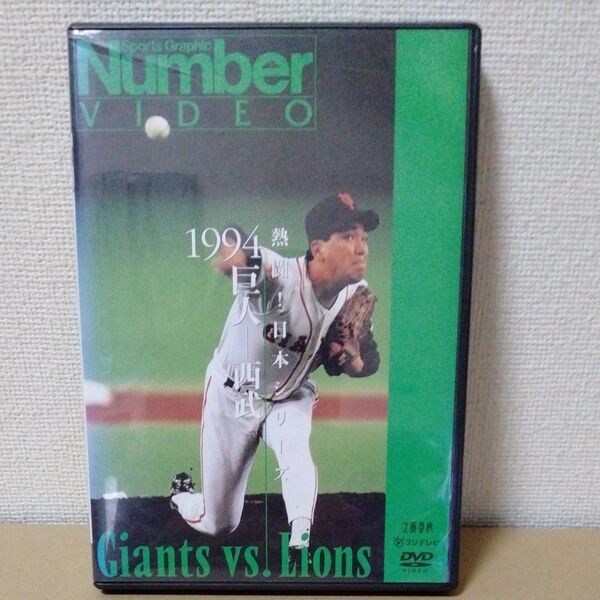 Sports Graphic
Number
VIDEO
熱闘!日本シリーズ
1994
巨人―西武
Giants vs. Lions
文藝春秋
フジテレビ
DVD
VIDEO